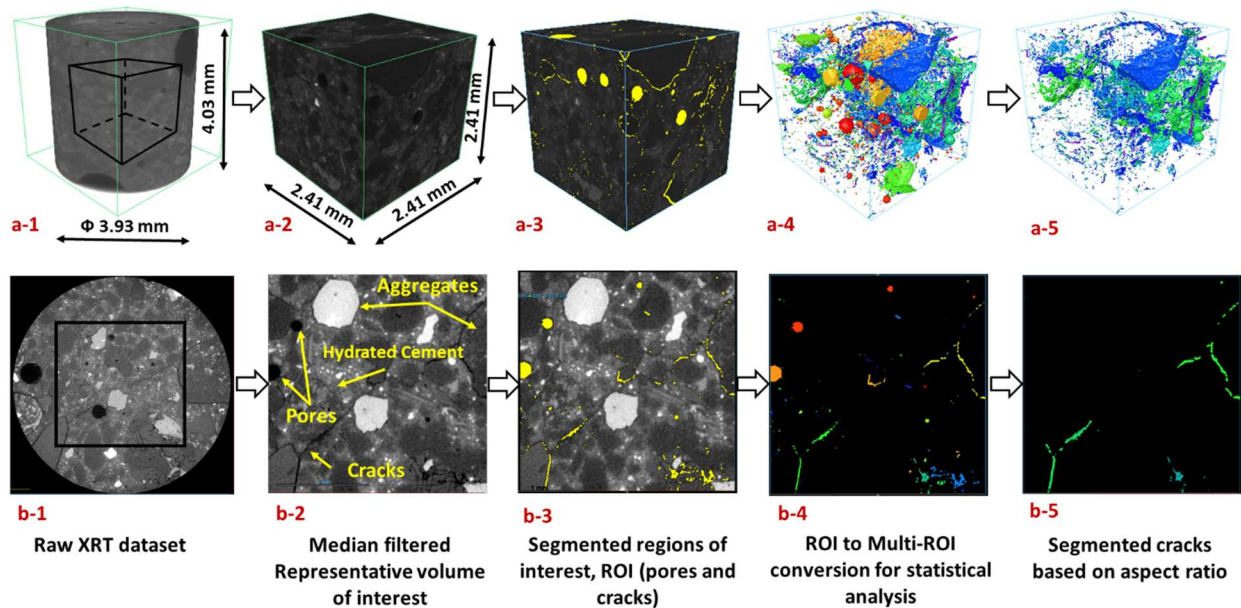 4.03 mm
Φ 3.93 mm
a-1
2.41 mm
2.41 mm
2.41 mm
a-2
a-3
a-4
a-5
Aggregates
Hydrated Cement
Pores
Cracks
b-1
b-2
b-3
b-4
b-5
Raw XRT dataset
Median filtered
Representative volume
of interest
Segmented regions of
interest, ROI (pores and
cracks)
ROI to Multi-ROI
conversion for statistical
analysis
Segmented cracks
based on aspect ratio